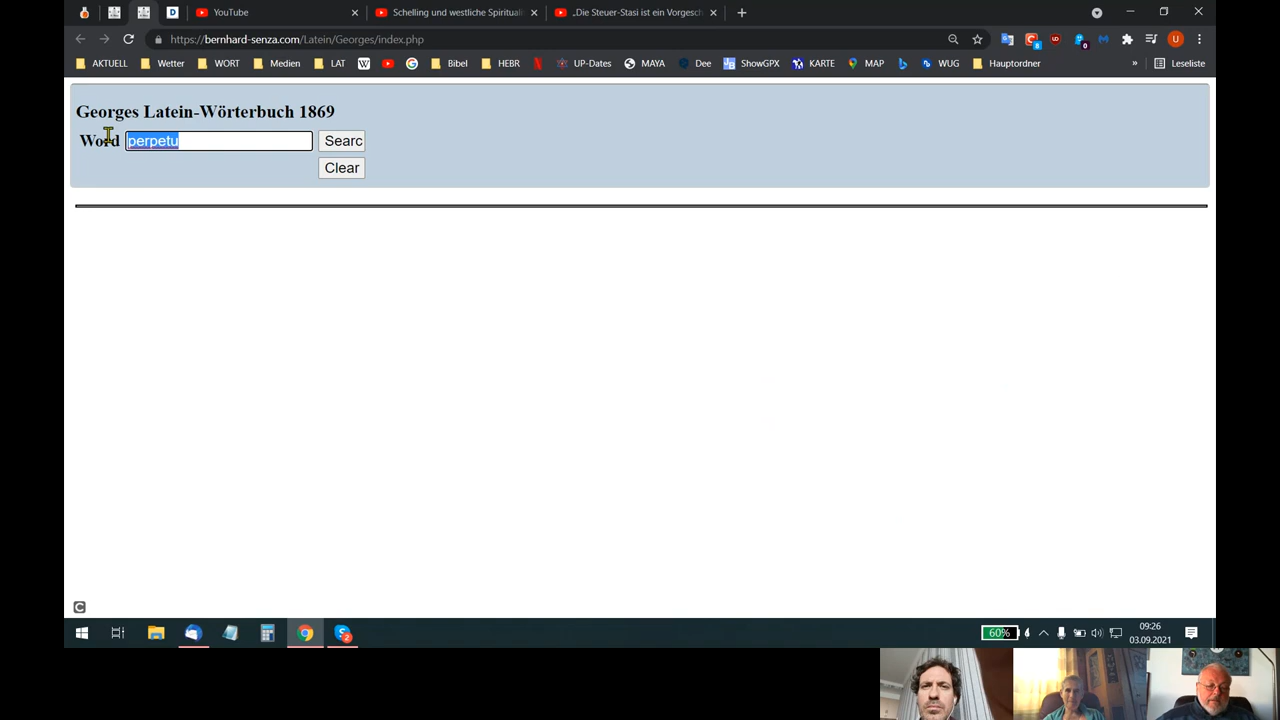 YouTube
Schelling und westliche Spirituali
„Die Steuer-Stasi ist ein Vorgesch
https://bernhard-senza.com/Latein/Georges/index.php
AKTUELL Wetter WORT Medien LAT Bibel HEBR UP-Dates MAYA Dee ShowGPX KARTE MAP WUG Hauptordner » Leseliste
Georges Latein-Wörterbuch 1869
Word perpetu Searc
Clear
60%
09:26
03.09.2021